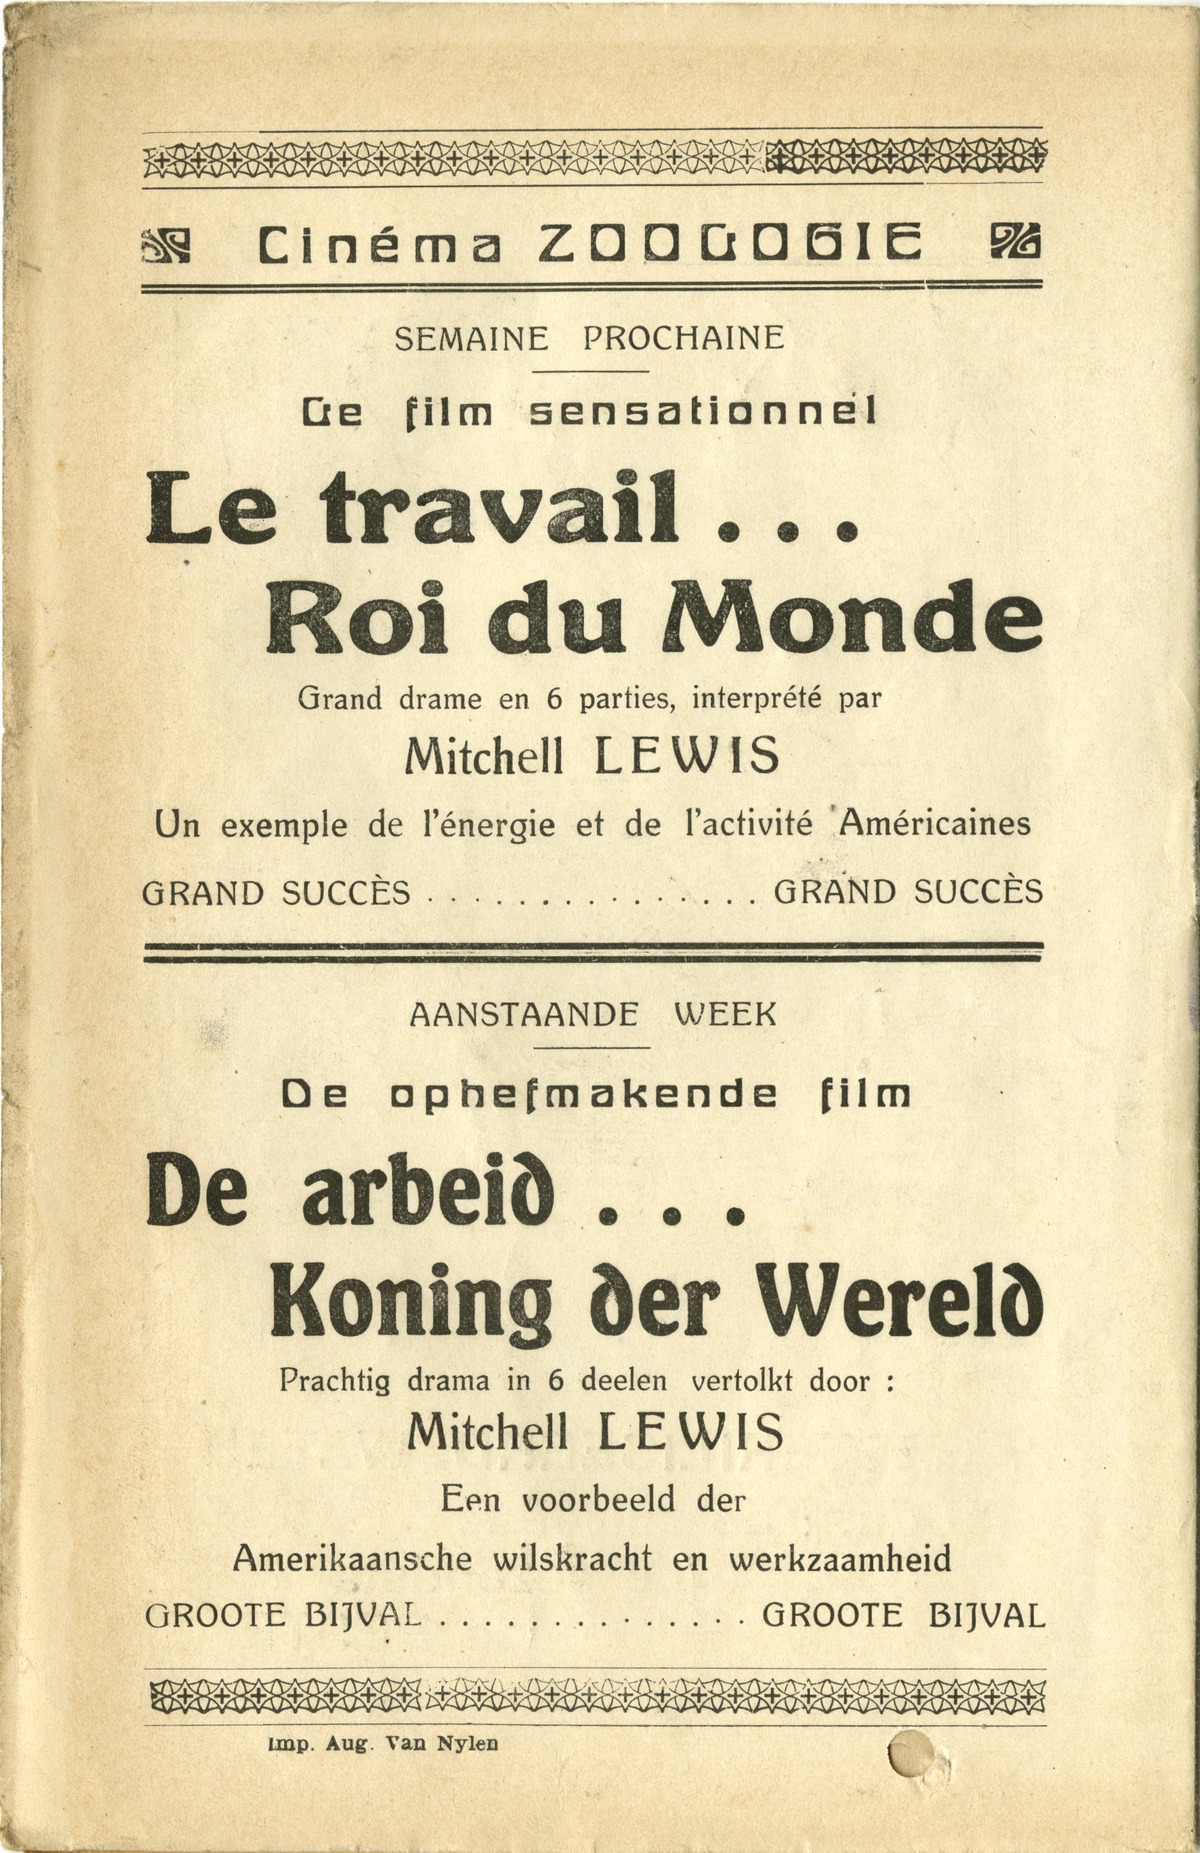 Cinéma ZOOLOGIE
SEMAINE PROCHAINE
Le film sensationnel
Le travail . . .
Roi du Monde
Grand drame en 6 parties, interprété par
Mitchell LEWIS
Un exemple de l'énergie et de l'activité Américaines
GRAND SUCCÈS . . . . . . . . . . . . . . . GRAND SUCCÈS
AANSTAANDE WEEK
De ophefmakende film
De arbeid . . .
Koning der Wereld
Prachtig drama in 6 deelen vertolkt door :
Mitchell LEWIS
Een voorbeeld der
Amerikaansche wilskracht en werkzaamheid
GROOTE BIJVAL . . . . . . . . . . . . . . GROOTE BIJVAL
Imp. Aug. Van Nylen